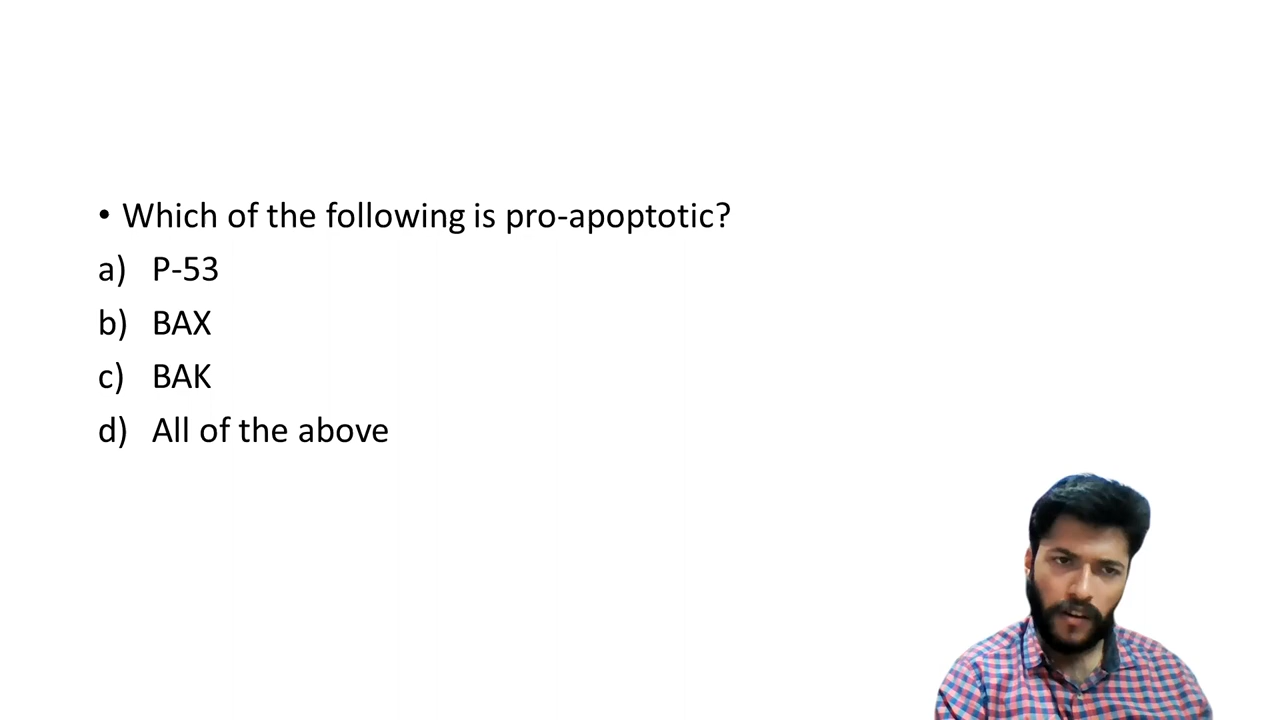 • Which of the following is pro-apoptotic?
a) P-53
b) BAX
c) BAK
d) All of the above